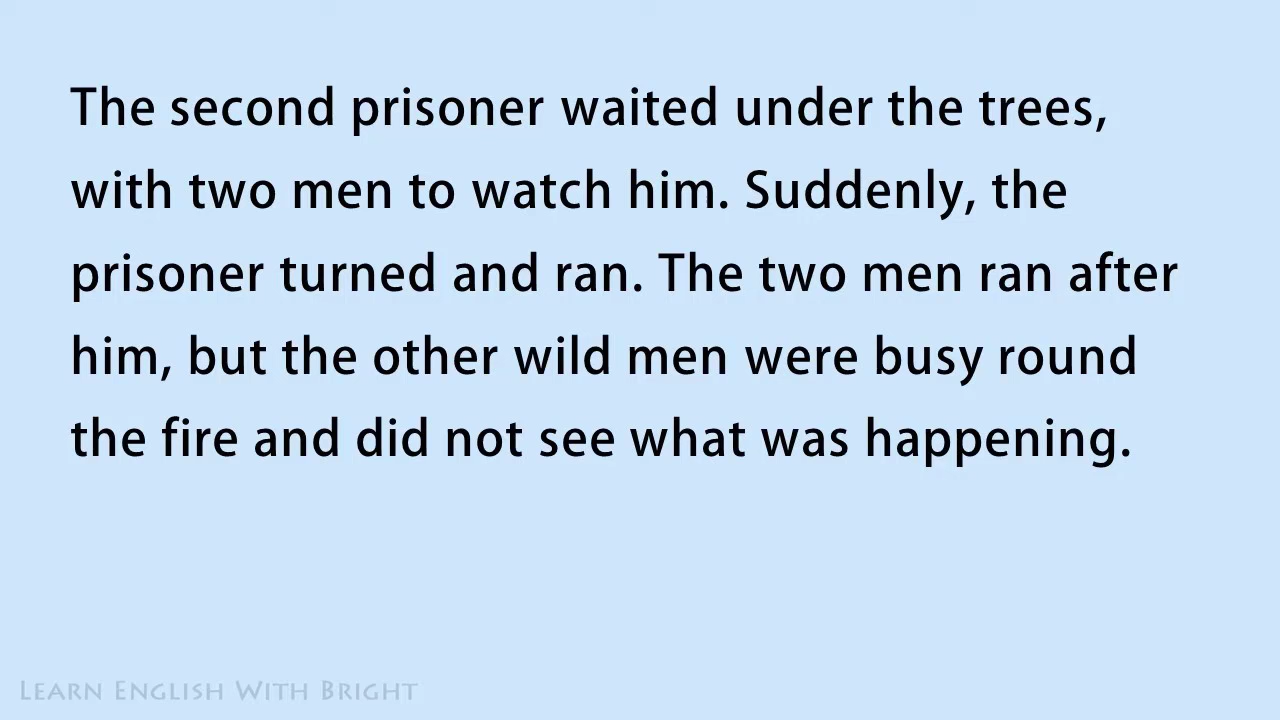 The second prisoner waited under the trees,
with two men to watch him. Suddenly, the
prisoner turned and ran. The two men ran after
him, but the other wild men were busy round
the fire and did not see what was happening.
Learn English With Bright